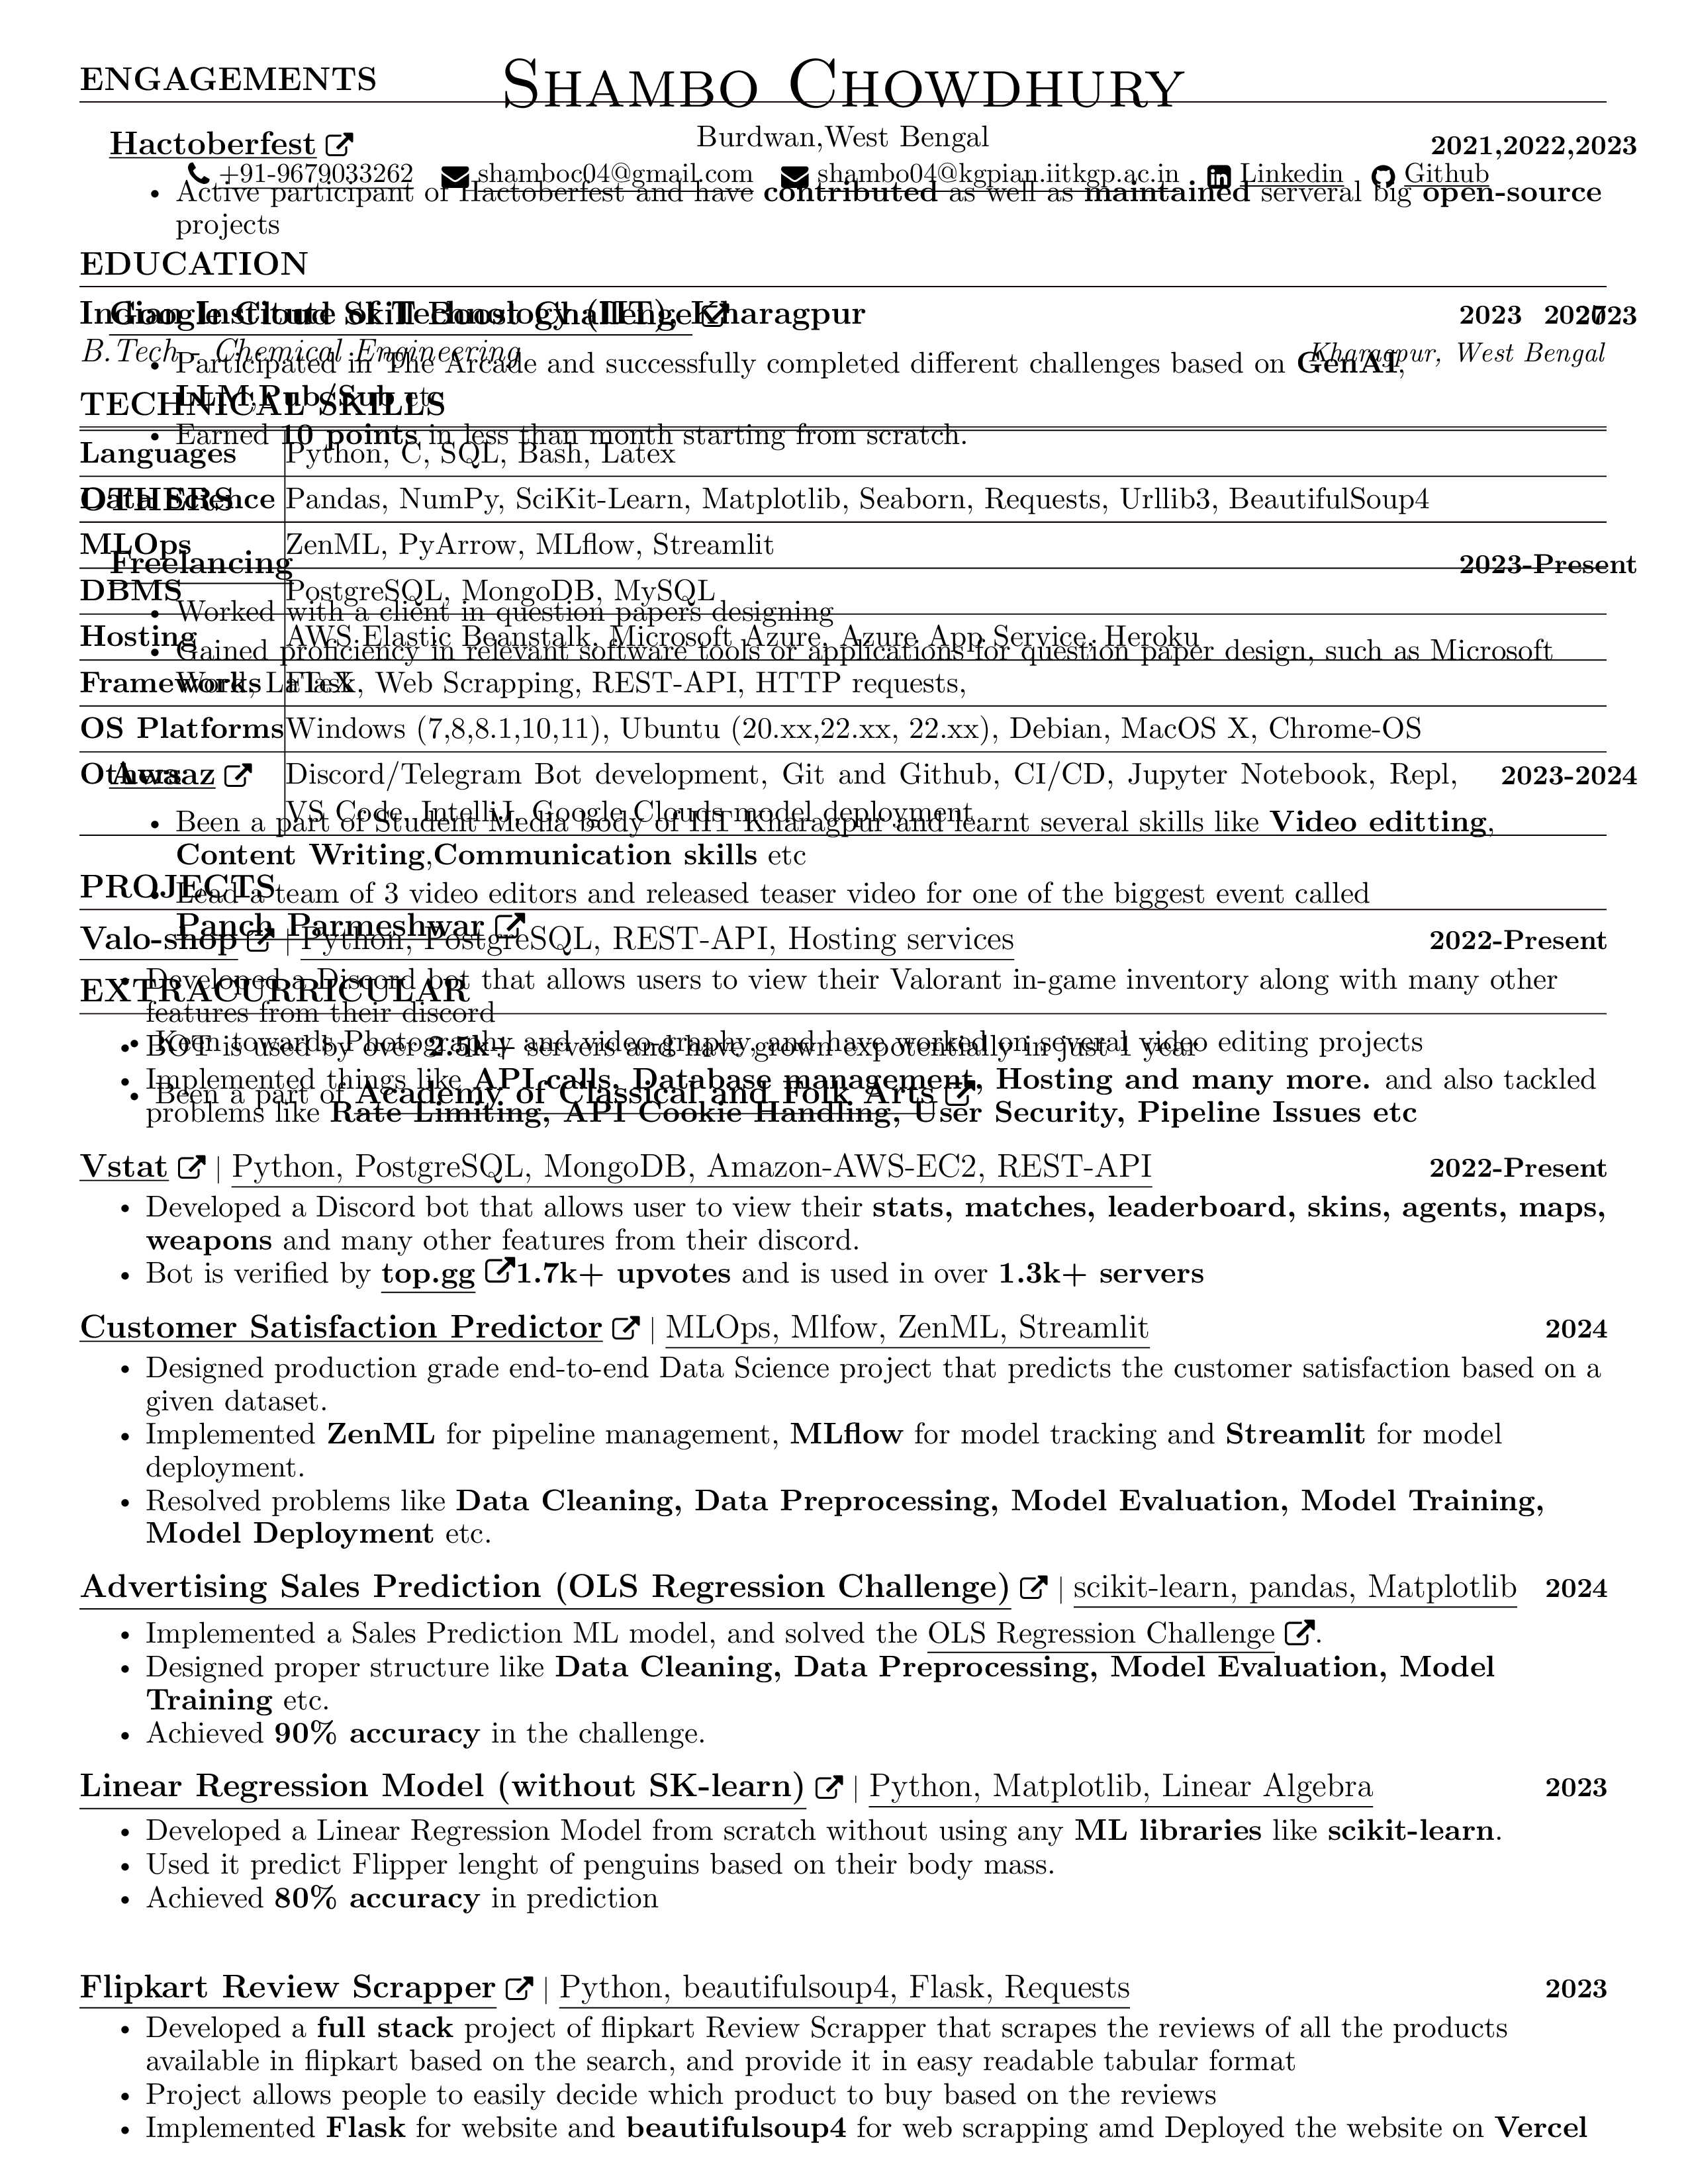 SHAMBO CHOWDHURY
Burdwan,West Bengal
+91-9679033262 shamboc04@gmail.com shambo04@kgpian.iitkgp.ac.in Linkedin Github
EDUCATION
Indian Institute of Technology (IIT), Kharagpur 2023 2027
B.Tech - Chemical Engineering Kharagpur, West Bengal
TECHNICAL SKILLS
Languages Python, C, SQL, Bash, Latex
Data Science Pandas, NumPy, SciKit-Learn, Matplotlib, Seaborn, Requests, Urllib3, BeautifulSoup4
MLOps ZenML, PyArrow, MLflow, Streamlit
DBMS PostgreSQL, MongoDB, MySQL
Hosting AWS Elastic Beanstalk, Microsoft Azure, Azure App Service, Heroku
Frameworks Flask, Web Scrapping, REST-API, HTTP requests,
OS Platforms Windows (7,8,8.1,10,11), Ubuntu (20.xx,22.xx, 22.xx), Debian, MacOS X, Chrome-OS
Others Discord/Telegram Bot development, Git and Github, CI/CD, Jupyter Notebook, Repl,
VS Code, IntelliJ, Google Clouds model deployment
PROJECTS
Valo-shop | Python, PostgreSQL, REST-API, Hosting services 2022-Present
• Developed a Discord bot that allows users to view their Valorant in-game inventory along with many other
features from their discord
• BOT is used by over 2.5k+ servers and have grown expotentially in just 1 year
• Implemented things like API calls, Database management, Hosting and many more. and also tackled
problems like Rate Limiting, API Cookie Handling, User Security, Pipeline Issues etc
Vstat | Python, PostgreSQL, MongoDB, Amazon-AWS-EC2, REST-API 2022-Present
• Developed a Discord bot that allows user to view their stats, matches, leaderboard, skins, agents, maps,
weapons and many other features from their discord.
• Bot is verified by top.gg 1.7k+ upvotes and is used in over 1.3k+ servers
Customer Satisfaction Predictor | MLOps, Mlfow, ZenML, Streamlit 2024
• Designed production grade end-to-end Data Science project that predicts the customer satisfaction based on a
given dataset.
• Implemented ZenML for pipeline management, MLflow for model tracking and Streamlit for model
deployment.
• Resolved problems like Data Cleaning, Data Preprocessing, Model Evaluation, Model Training,
Model Deployment etc.
Advertising Sales Prediction (OLS Regression Challenge) | scikit-learn, pandas, Matplotlib 2024
• Implemented a Sales Prediction ML model, and solved the OLS Regression Challenge .
• Designed proper structure like Data Cleaning, Data Preprocessing, Model Evaluation, Model
Training etc.
• Achieved 90% accuracy in the challenge.
Linear Regression Model (without SK-learn) | Python, Matplotlib, Linear Algebra 2023
• Developed a Linear Regression Model from scratch without using any ML libraries like scikit-learn.
• Used it predict Flipper lenght of penguins based on their body mass.
• Achieved 80% accuracy in prediction
Flipkart Review Scrapper | Python, beautifulsoup4, Flask, Requests 2023
• Developed a full stack project of flipkart Review Scrapper that scrapes the reviews of all the products
available in flipkart based on the search, and provide it in easy readable tabular format
• Project allows people to easily decide which product to buy based on the reviews
• Implemented Flask for website and beautifulsoup4 for web scrapping amd Deployed the website on Vercel
ENGAGEMENTS
Hactoberfest 2021,2022,2023
• Active participant of Hactoberfest and have contributed as well as maintained serveral big open-source
projects
Google Cloud Skill Boost Challenge 2023
• Participated in The Arcade and successfully completed different challenges based on GenAI,
LLM,Pub/Sub etc
• Earned 10 points in less than month starting from scratch.
OTHERS
Freelancing 2023-Present
• Worked with a client in question papers designing
• Gained proficiency in relevant software tools or applications for question paper design, such as Microsoft
Word, LaTeX
Awaaz 2023-2024
• Been a part of Student Media body of IIT Kharagpur and learnt several skills like Video editting,
Content Writing,Communication skills etc
• Lead a team of 3 video editors and released teaser video for one of the biggest event called
Panch Parmeshwar
EXTRACURRICULAR
• Keen towards Photography and video-graphy, and have worked on several video editing projects
• Been a part of Academy of Classical and Folk Arts